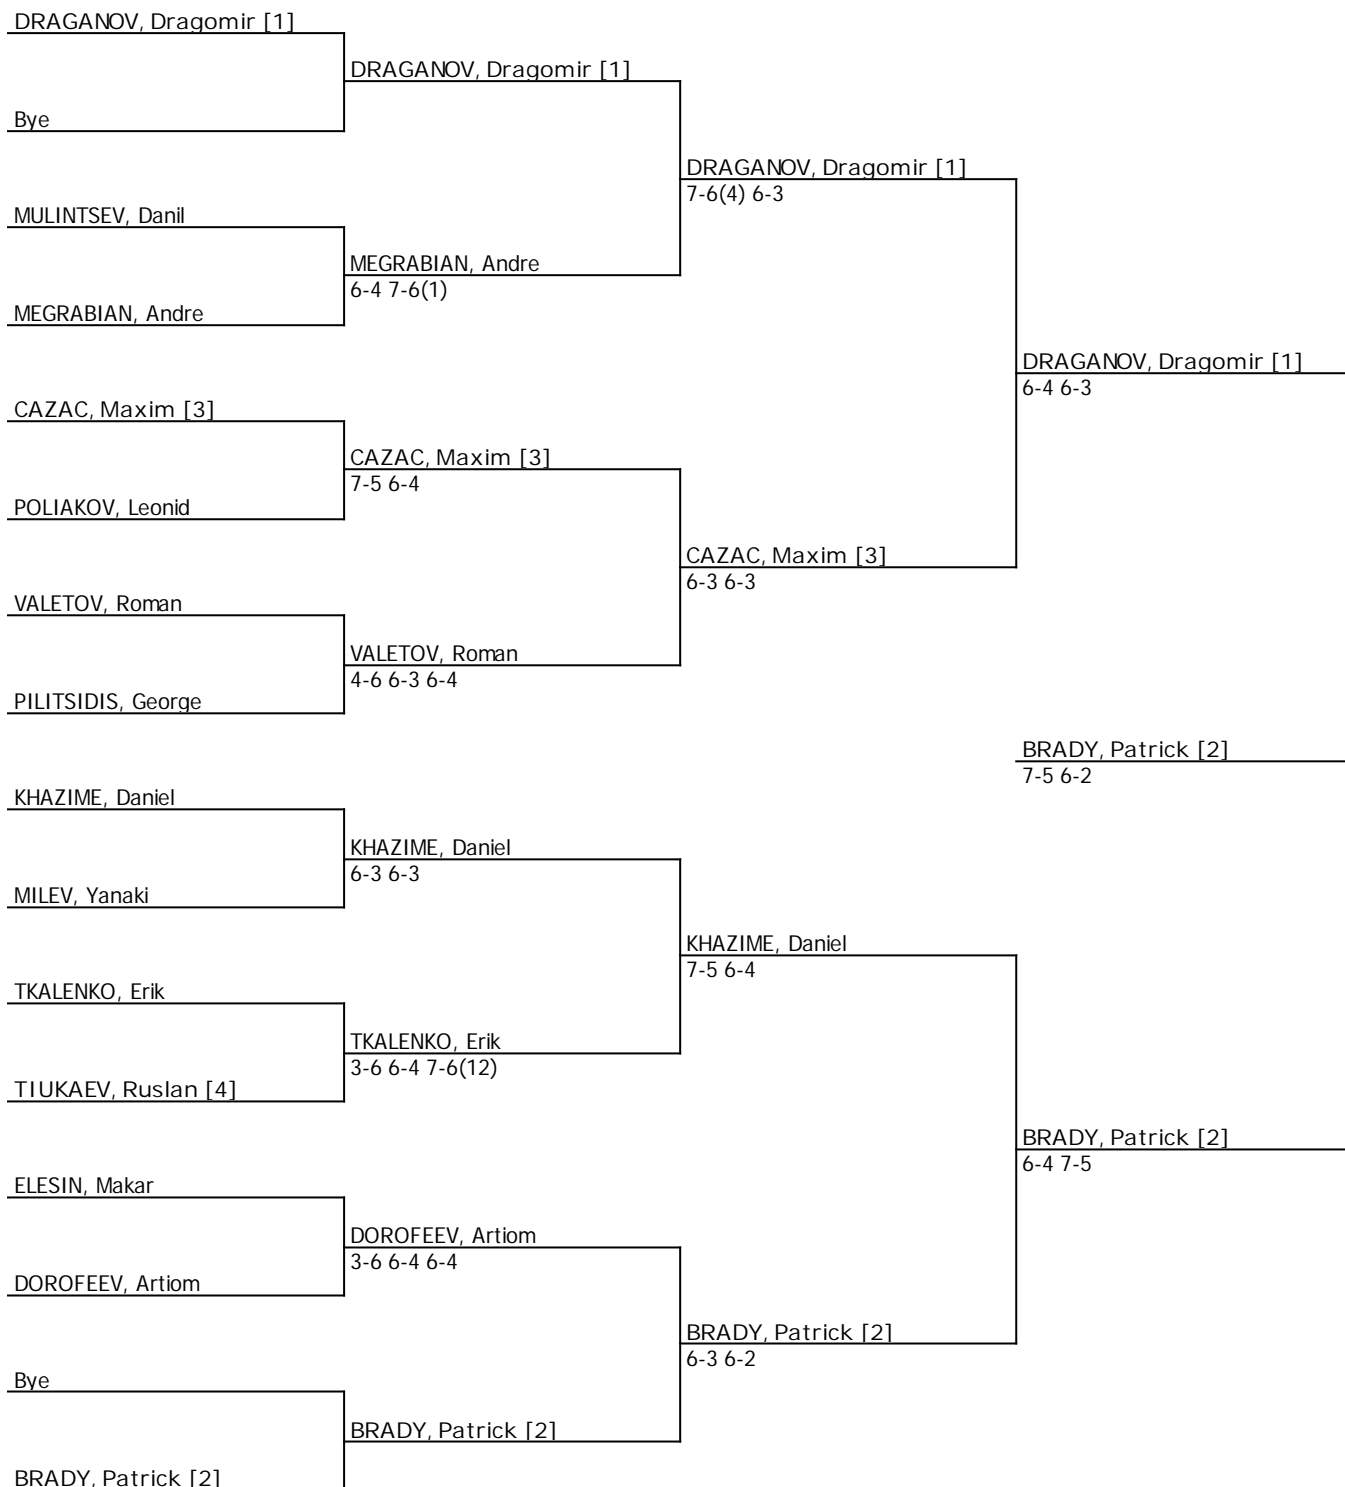 DRAGANOV, Dragomir [1]
DRAGANOV, Dragomir [1]
Bye
DRAGANOV, Dragomir [1]
7-6(4) 6-3
MULINTSEV, Danil
MEGRABIAN, Andre
6-4 7-6(1)
MEGRABIAN, Andre
DRAGANOV, Dragomir [1]
6-4 6-3
CAZAC, Maxim [3]
CAZAC, Maxim [3]
7-5 6-4
POLIAKOV, Leonid
CAZAC, Maxim [3]
6-3 6-3
VALETOV, Roman
VALETOV, Roman
4-6 6-3 6-4
PILITSIDIS, George
BRADY, Patrick [2]
7-5 6-2
KHAZIME, Daniel
KHAZIME, Daniel
6-3 6-3
MILEV, Yanaki
KHAZIME, Daniel
7-5 6-4
TKALENKO, Erik
TKALENKO, Erik
3-6 6-4 7-6(12)
TIUKAEV, Ruslan [4]
BRADY, Patrick [2]
6-4 7-5
ELESIN, Makar
DOROFEEV, Artiom
3-6 6-4 6-4
DOROFEEV, Artiom
BRADY, Patrick [2]
6-3 6-2
Bye
BRADY, Patrick [2]
BRADY, Patrick [2]